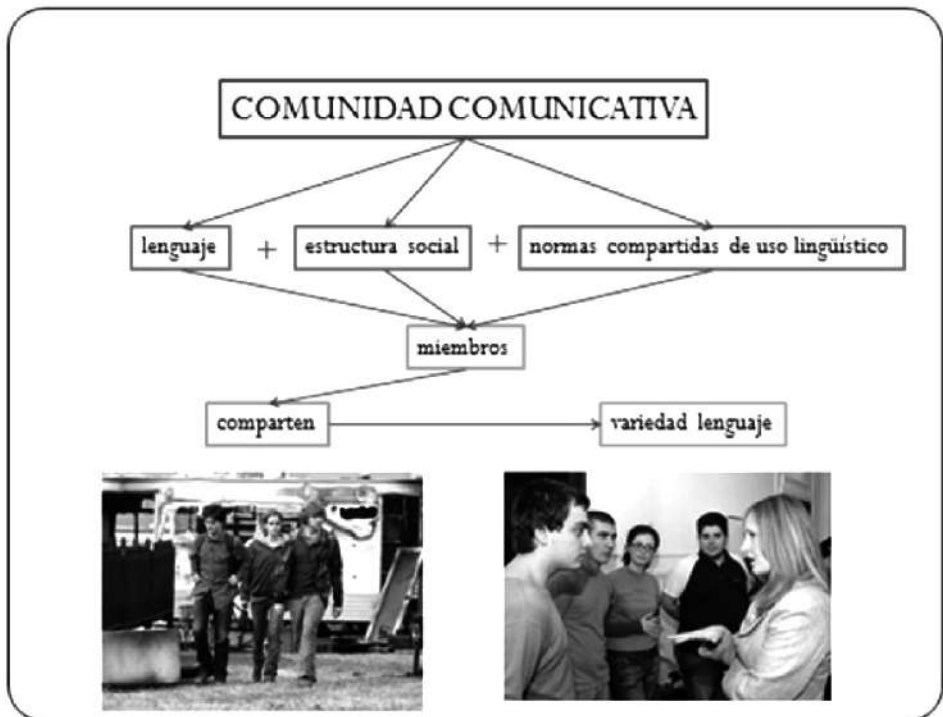 COMUNIDAD COMUNICATIVA
lenguaje + estructura social + normas compartidas de uso lingüístico
miembros
comparten variedad lenguaje